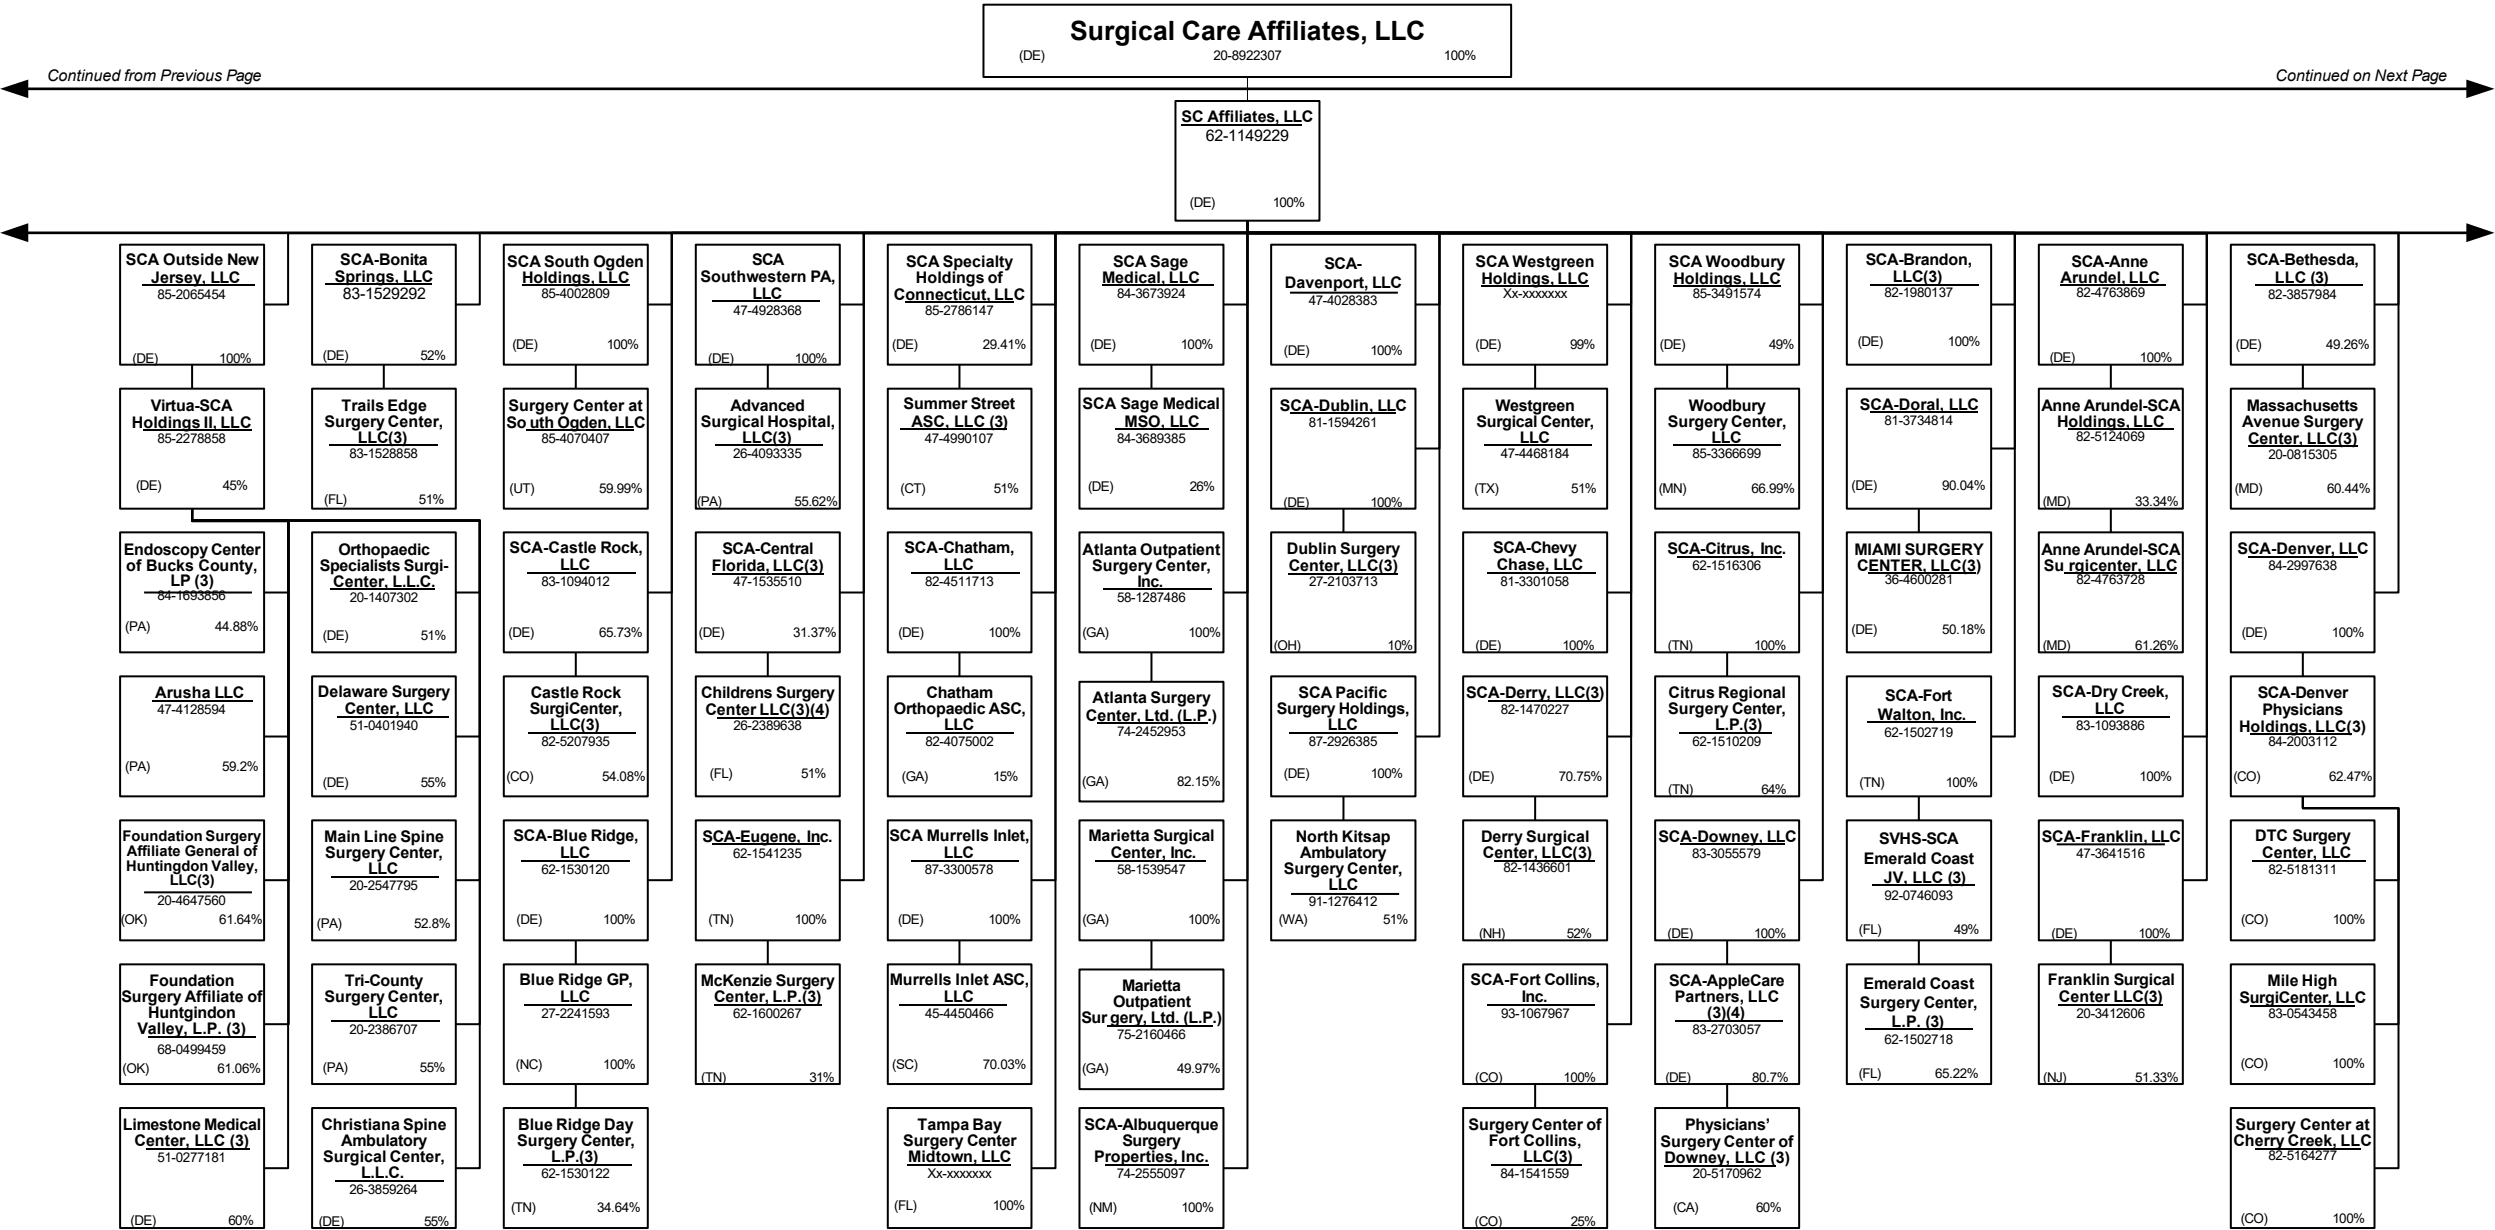 Surgical Care Affiliates, LLC
(DE) 20-8922307 100%
Continued from Previous Page
Continued on Next Page
SC Affiliates, LLC
62-1149229
(DE) 100%
SCA Outside New
Jersey, LLC
85-2065454
(DE) 100%
SCA-Bonita
Springs, LLC
83-1529292
(DE) 52%
SCA South Ogden
Holdings, LLC
85-4002809
(DE) 100%
SCA
Southwestern PA,
LLC
47-4928368
(DE) 100%
SCA Specialty
Holdings of
Connecticut, LLC
85-2786147
(DE) 29.41%
SCA Sage
Medical, LLC
84-3673924
(DE) 100%
SCA-
Davenport, LLC
47-4028383
(DE) 100%
SCA Westgreen
Holdings, LLC
Xx-xxxxxxx
(DE) 99%
SCA Woodbury
Holdings, LLC
85-3491574
(DE) 49%
SCA-Brandon,
LLC(3)
82-1980137
(DE) 100%
SCA-Anne
Arundel, LLC
82-4763869
(DE) 100%
SCA-Bethesda,
LLC (3)
82-3857984
(DE) 49.26%
Virtua-SCA
Holdings II, LLC
85-2278858
(DE) 45%
Trails Edge
Surgery Center,
LLC(3)
83-1528858
(FL) 51%
Surgery Center at
South Ogden, LLC
85-4070407
(UT) 59.99%
Advanced
Surgical Hospital,
LLC(3)
26-4093335
(PA) 55.62%
Summer Street
ASC, LLC (3)
47-4990107
(CT) 51%
SCA Sage Medical
MSO, LLC
84-3689385
(DE) 26%
SCA-Dublin, LLC
81-1594261
(DE) 100%
Westgreen
Surgical Center,
LLC
47-4468184
(TX) 51%
Woodbury
Surgery Center,
LLC
85-3366699
(MN) 66.99%
SCA-Doral, LLC
81-3734814
(DE) 90.04%
Anne Arundel-SCA
Holdings, LLC
82-5124069
(MD) 33.34%
Massachusetts
Avenue Surgery
Center, LLC(3)
20-0815305
(MD) 60.44%
Endoscopy Center
of Bucks County,
LP (3)
84-1693856
(PA) 44.88%
Orthopaedic
Specialists Surgi-
Center, L.L.C.
20-1407302
(DE) 51%
SCA-Castle Rock,
LLC
83-1094012
(DE) 65.73%
SCA-Central
Florida, LLC(3)
47-1535510
(DE) 31.37%
SCA-Chatham,
LLC
82-4511713
(DE) 100%
Atlanta Outpatient
Surgery Center,
Inc.
58-1287486
(GA) 100%
Dublin Surgery
Center, LLC(3)
27-2103713
(OH) 10%
SCA-Chevy
Chase, LLC
81-3301058
(DE) 100%
SCA-Citrus, Inc.
62-1516306
(TN) 100%
MIAMI SURGERY
CENTER, LLC(3)
36-4600281
(DE) 50.18%
Anne Arundel-SCA
Surgicenter, LLC
82-4763728
(MD) 61.26%
SCA-Denver, LLC
84-2997638
(DE) 100%
Arusha LLC
47-4128594
(PA) 59.2%
Delaware Surgery
Center, LLC
51-0401940
(DE) 55%
Castle Rock
SurgiCenter,
LLC(3)
82-5207935
(CO) 54.08%
Childrens Surgery
Center LLC(3)(4)
26-2389638
(FL) 51%
Chatham
Orthopaedic ASC,
LLC
82-4075002
(GA) 15%
Atlanta Surgery
Center, Ltd. (L.P.)
74-2452953
(GA) 82.15%
SCA Pacific
Surgery Holdings,
LLC
87-2926385
(DE) 100%
SCA-Derry, LLC(3)
82-1470227
(DE) 70.75%
Citrus Regional
Surgery Center,
L.P.(3)
62-1510209
(TN) 64%
SCA-Fort
Walton, Inc.
62-1502719
(TN) 100%
SCA-Dry Creek,
LLC
83-1093886
(DE) 100%
SCA-Denver
Physicians
Holdings, LLC(3)
84-2003112
(CO) 62.47%
Foundation Surgery
Affiliate General of
Huntingdon Valley,
LLC(3)
20-4647560
(OK) 61.64%
Main Line Spine
Surgery Center,
LLC
20-2547795
(PA) 52.8%
SCA-Blue Ridge,
LLC
62-1530120
(DE) 100%
SCA-Eugene, Inc.
62-1541235
(TN) 100%
SCA Murrells Inlet,
LLC
87-3300578
(DE) 100%
Marietta Surgical
Center, Inc.
58-1539547
(GA) 100%
North Kitsap
Ambulatory
Surgery Center,
LLC
91-1276412
(WA) 51%
Derry Surgical
Center, LLC(3)
82-1436601
(NH) 52%
SCA-Downey, LLC
83-3055579
(DE) 100%
SVHS-SCA
Emerald Coast
JV, LLC (3)
92-0746093
(FL) 49%
SCA-Franklin, LLC
47-3641516
(DE) 100%
DTC Surgery
Center, LLC
82-5181311
(CO) 100%
Foundation
Surgery Affiliate of
Huntgindon
Valley, L.P. (3)
68-0499459
(OK) 61.06%
Tri-County
Surgery Center,
LLC
20-2386707
(PA) 55%
Blue Ridge GP,
LLC
27-2241593
(NC) 100%
McKenzie Surgery
Center, L.P.(3)
62-1600267
(TN) 31%
Murrells Inlet ASC,
LLC
45-4450466
(SC) 70.03%
Marietta
Outpatient
Surgery, Ltd. (L.P.)
75-2160466
(GA) 49.97%
SCA-Fort Collins,
Inc.
93-1067967
(CO) 100%
SCA-AppleCare
Partners, LLC
(3)(4)
83-2703057
(DE) 80.7%
Emerald Coast
Surgery Center,
L.P. (3)
62-1502718
(FL) 65.22%
Franklin Surgical
Center LLC(3)
20-3412606
(NJ) 51.33%
Mile High
SurgiCenter, LLC
83-0543458
(CO) 100%
Limestone Medical
Center, LLC (3)
51-0277181
(DE) 60%
Christiana Spine
Ambulatory
Surgical Center,
L.L.C.
26-3859264
(DE) 55%
Blue Ridge Day
Surgery Center,
L.P.(3)
62-1530122
(TN) 34.64%
Tampa Bay
Surgery Center
Midtown, LLC
Xx-xxxxxxx
(FL) 100%
SCA-Albuquerque
Surgery
Properties, Inc.
74-2555097
(NM) 100%
Surgery Center of
Fort Collins,
LLC(3)
84-1541559
(CO) 25%
Physicians’
Surgery Center of
Downey, LLC (3)
20-5170962
(CA) 60%
Surgery Center at
Cherry Creek, LLC
82-5164277
(CO) 100%